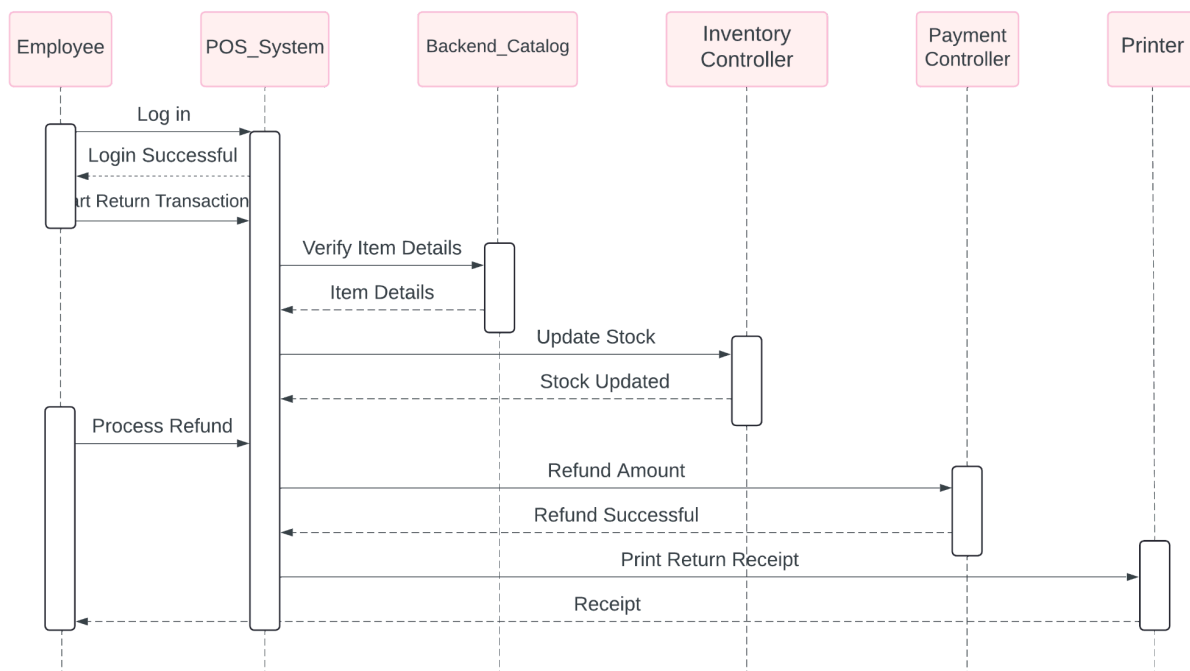 Employee
POS_System
Backend_Catalog
Inventory
Controller
Payment
Controller
Printer
Log in
Login Successful
art Return Transaction
Verify Item Details
Item Details
Update Stock
Stock Updated
Process Refund
Refund Amount
Refund Successful
Print Return Receipt
Receipt